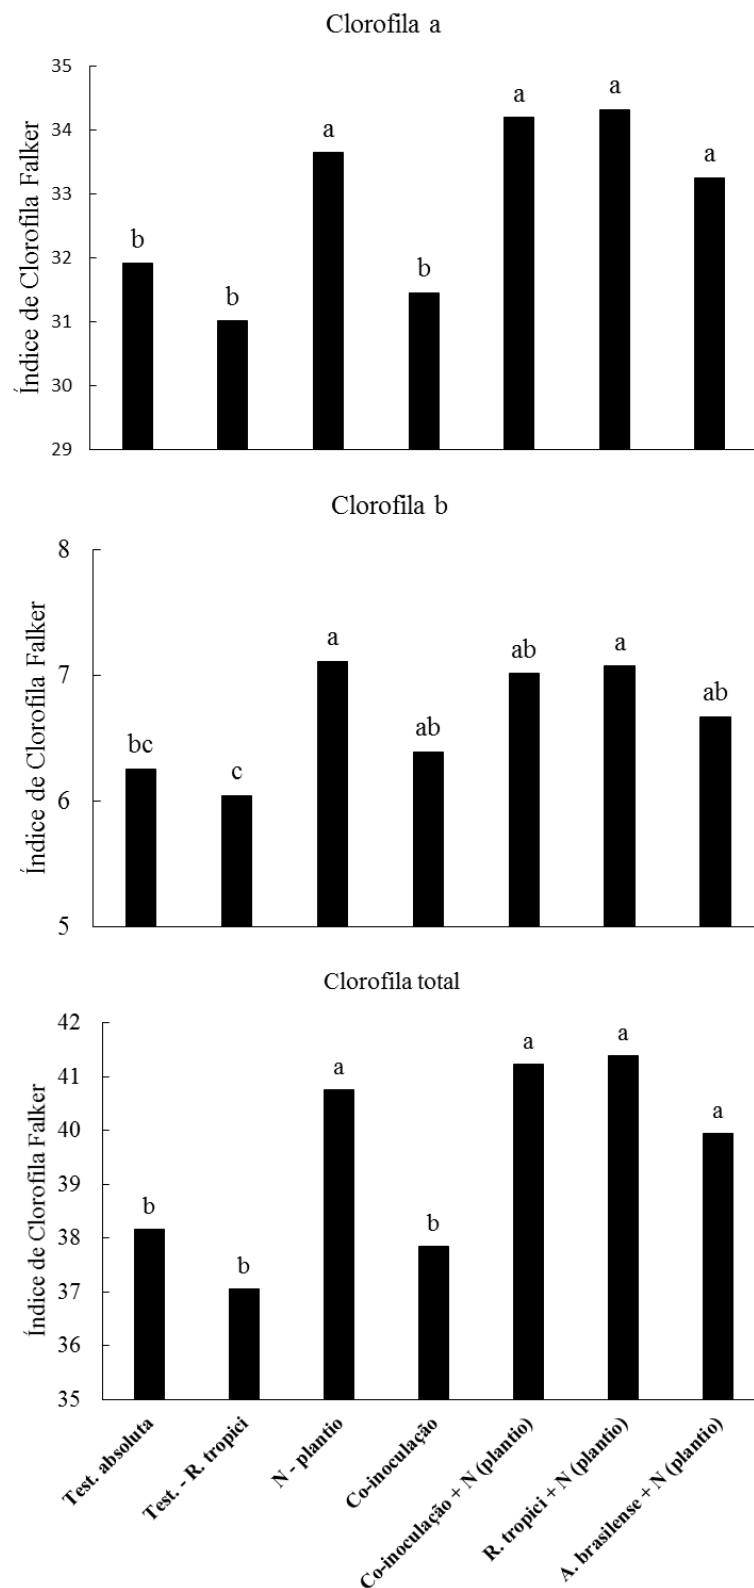 Clorofila a
Índice de Clorofila Falker
35
34
33
32
31
30
29
b
b
a
b
a
a
a
Clorofila b
Índice de Clorofila Falker
8
7
6
5
bc
c
a
ab
ab
a
ab
Clorofila total
Índice de Clorofila Falker
42
41
40
39
38
37
36
35
b
b
a
b
a
a
a
Test. absoluta
Test. - R. tropici
N - plantio
Co-inoculação
Co-inoculação + N (plantio)
R. tropici + N (plantio)
A. brasilense + N (plantio)